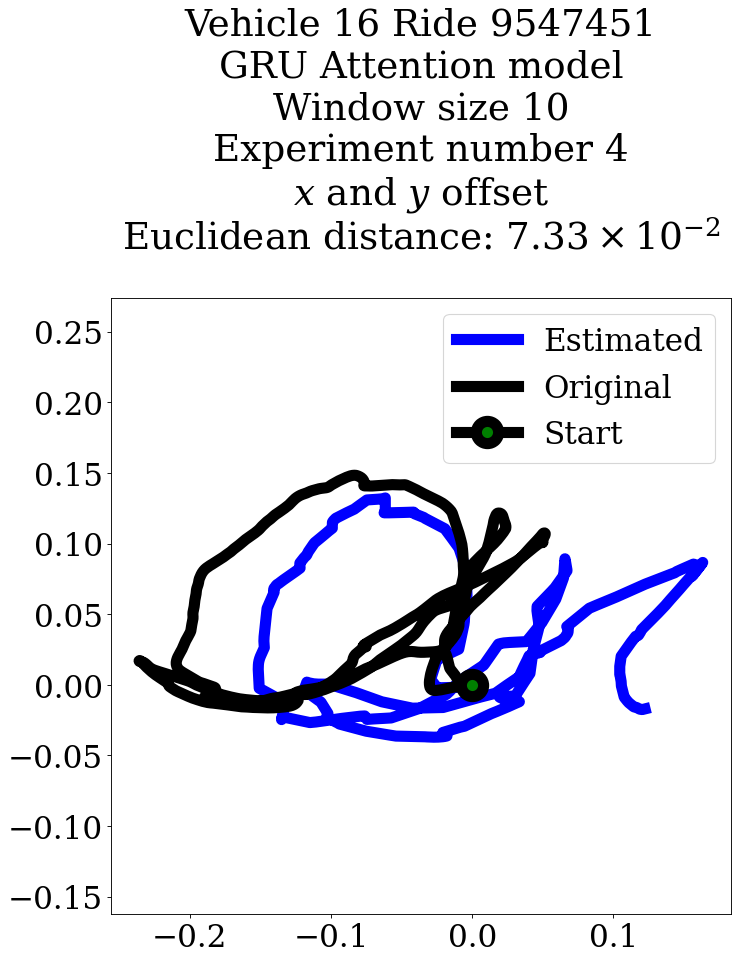 Vehicle 16 Ride 9547451
GRU Attention model
Window size 10
Experiment number 4
x and y offset
Euclidean distance: 7.33 × 10⁻²
Estimated
Original
Start
0.25
0.20
0.15
0.10
0.05
0.00
−0.05
−0.10
−0.15
−0.2 −0.1 0.0 0.1